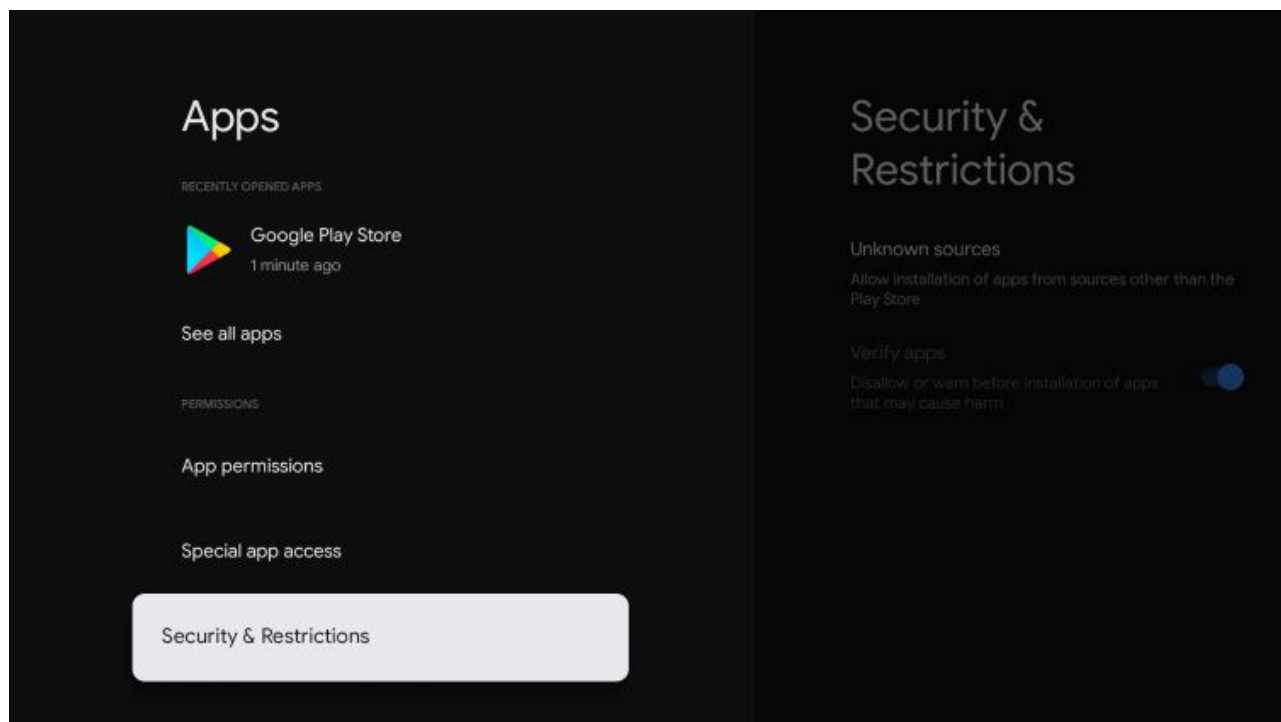 Apps
RECENTLY OPENED APPS
Google Play Store
1 minute ago
See all apps
PERMISSIONS
App permissions
Special app access
Security & Restrictions
Security &
Restrictions
Unknown sources
Allow installation of apps from sources other than the
Play Store
Verify apps
Disallow or warn before installation of apps
that may cause harm